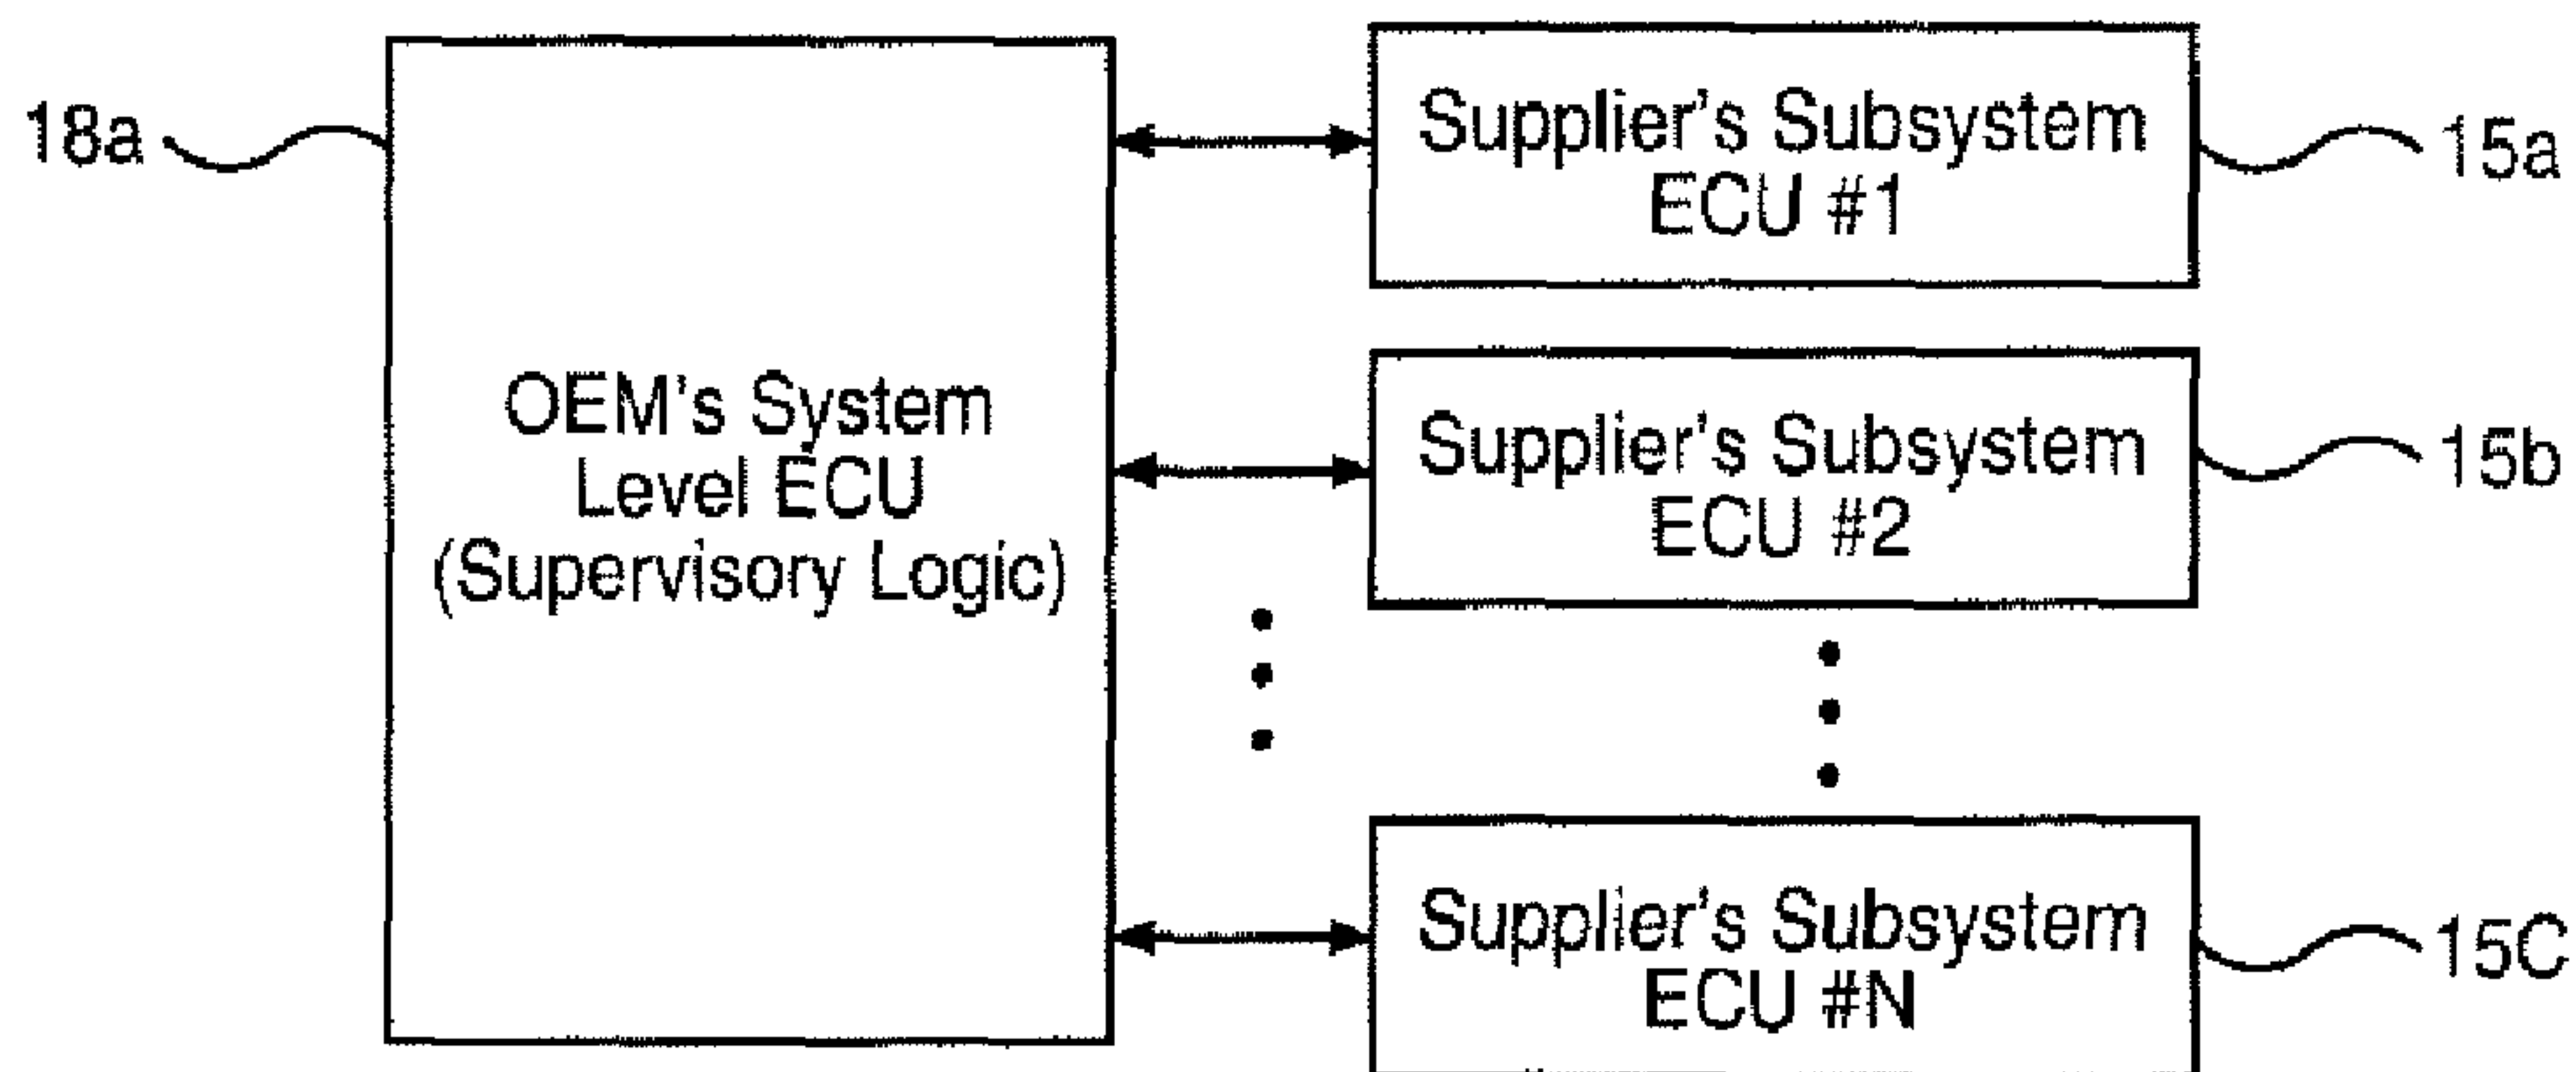 18a
OEM's System
Level ECU
(Supervisory Logic)
Supplier's Subsystem
ECU #1
15a
Supplier's Subsystem
ECU #2
15b
Supplier's Subsystem
ECU #N
15C